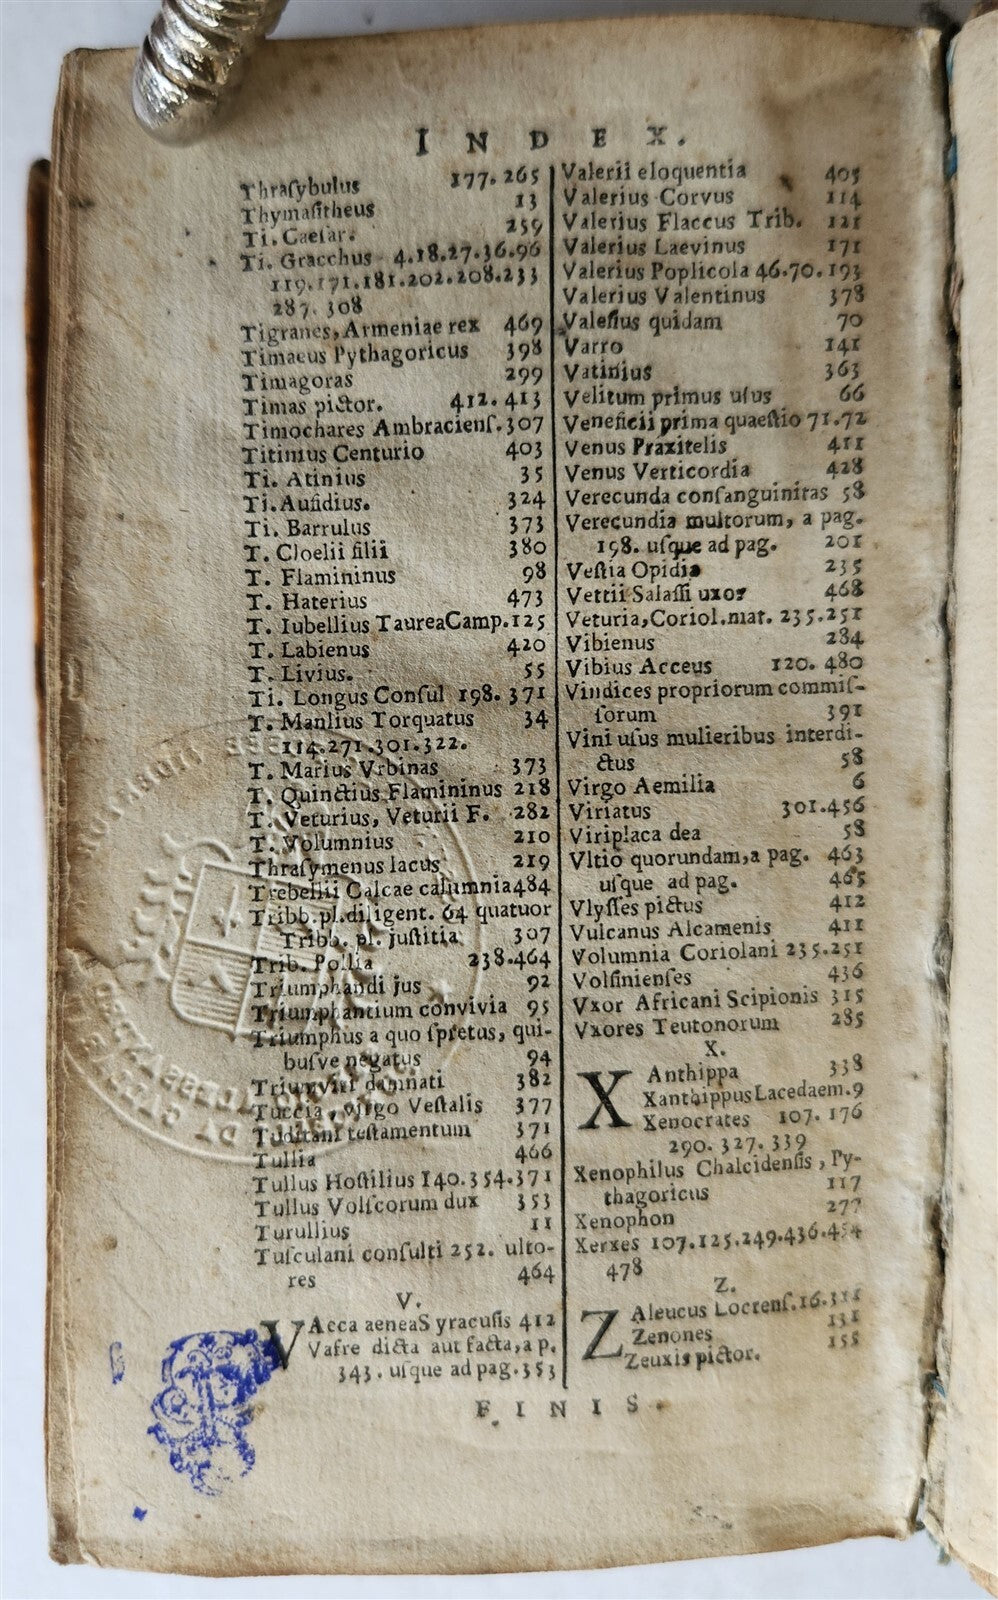 INDEX.
Thraſybulus 177.265
Thymaſitheus 13
Ti. Caeſar. 259
Ti. Gracchus 4.18.27.36.96
119.171.181.202.208.233
287.308
Tigranes, Armeniae rex 469
Timaeus Pythagoricus 398
Timagoras 299
Timas pictor. 412.413
Timochares Ambracienſ. 307
Titinius Centurio 403
Ti. Atinius 35
Ti. Aufidius. 324
Ti. Barrulus 373
T. Cloelii filii 380
T. Flamininus 98
T. Haterius 473
T. Iubellius Taurea Camp. 125
T. Labienus 420
T. Livius. 55
Ti. Longus Conſul 198.371
T. Manlius Torquatus 34
114.271.301.322.
T. Marius Vrbinas 373
T. Quinctius Flamininus 218
T. Veturius, Veturii F. 282
T. Volumnius 210
Thraſymenus lacus 219
Trebellii Calcae calumnia 484
Tribb. pl. diligent. 64 quatuor
Tribb. pl. juſtitia 307
Trib. Pollia 238.464
Triumphandi jus 92
Triumphantium convivia 95
Triumphus a quo ſpretus, qui-
buſve negatus 94
Triumviri damnati 382
Tuccia, virgo Veſtalis 377
Tuditani teſtamentum 371
Tullia 466
Tullus Hoſtilius 140.354.371
Tullus Volſcorum dux 353
Turullius 11
Tuſculani conſulti 252. ulto-
res 464
V.
VAcca aenea Syracuſis 412
Vafre dicta aut facta, a p.
343. uſque ad pag. 353
Valerii eloquentia 405
Valerius Corvus 114
Valerius Flaccus Trib. 121
Valerius Laevinus 171
Valerius Poplicola 46.70.193
Valerius Valentinus 378
Valeſius quidam 70
Varro 141
Vatinius 363
Velitum primus uſus 66
Veneficii prima quaeſtio 71.72
Venus Praxitelis 411
Venus Verticordia 428
Verecunda conſanguinitas 58
Verecundia multorum, a pag.
198. uſque ad pag. 201
Veſtia Opidia 235
Vettii Salaſſi uxor 468
Veturia, Coriol. mat. 235.251
Vibienus 284
Vibius Acceus 120.480
Vindices propriorum commiſ-
ſorum 391
Vini uſus mulieribus interdi-
ctus 58
Virgo Aemilia 6
Viriatus 301.456
Viriplaca dea 58
Vltio quorundam, a pag. 463
uſque ad pag. 465
Vlyſſes pictus 412
Vulcanus Alcamenis 411
Volumnia Coriolani 235.251
Volſinienſes 436
Vxor Africani Scipionis 315
Vxores Teutonorum 285
X.
XAnthippa 338
Xanthippus Lacedaem. 9
Xenocrates 107.176
290.327.339
Xenophilus Chalcidenſis, Py-
thagoricus 117
Xenophon 277
Xerxes 107.125.249.436.454
478
Z.
ZAleucus Locrenſ. 16.311
Zenones 131
Zeuxis pictor. 155
FINIS.